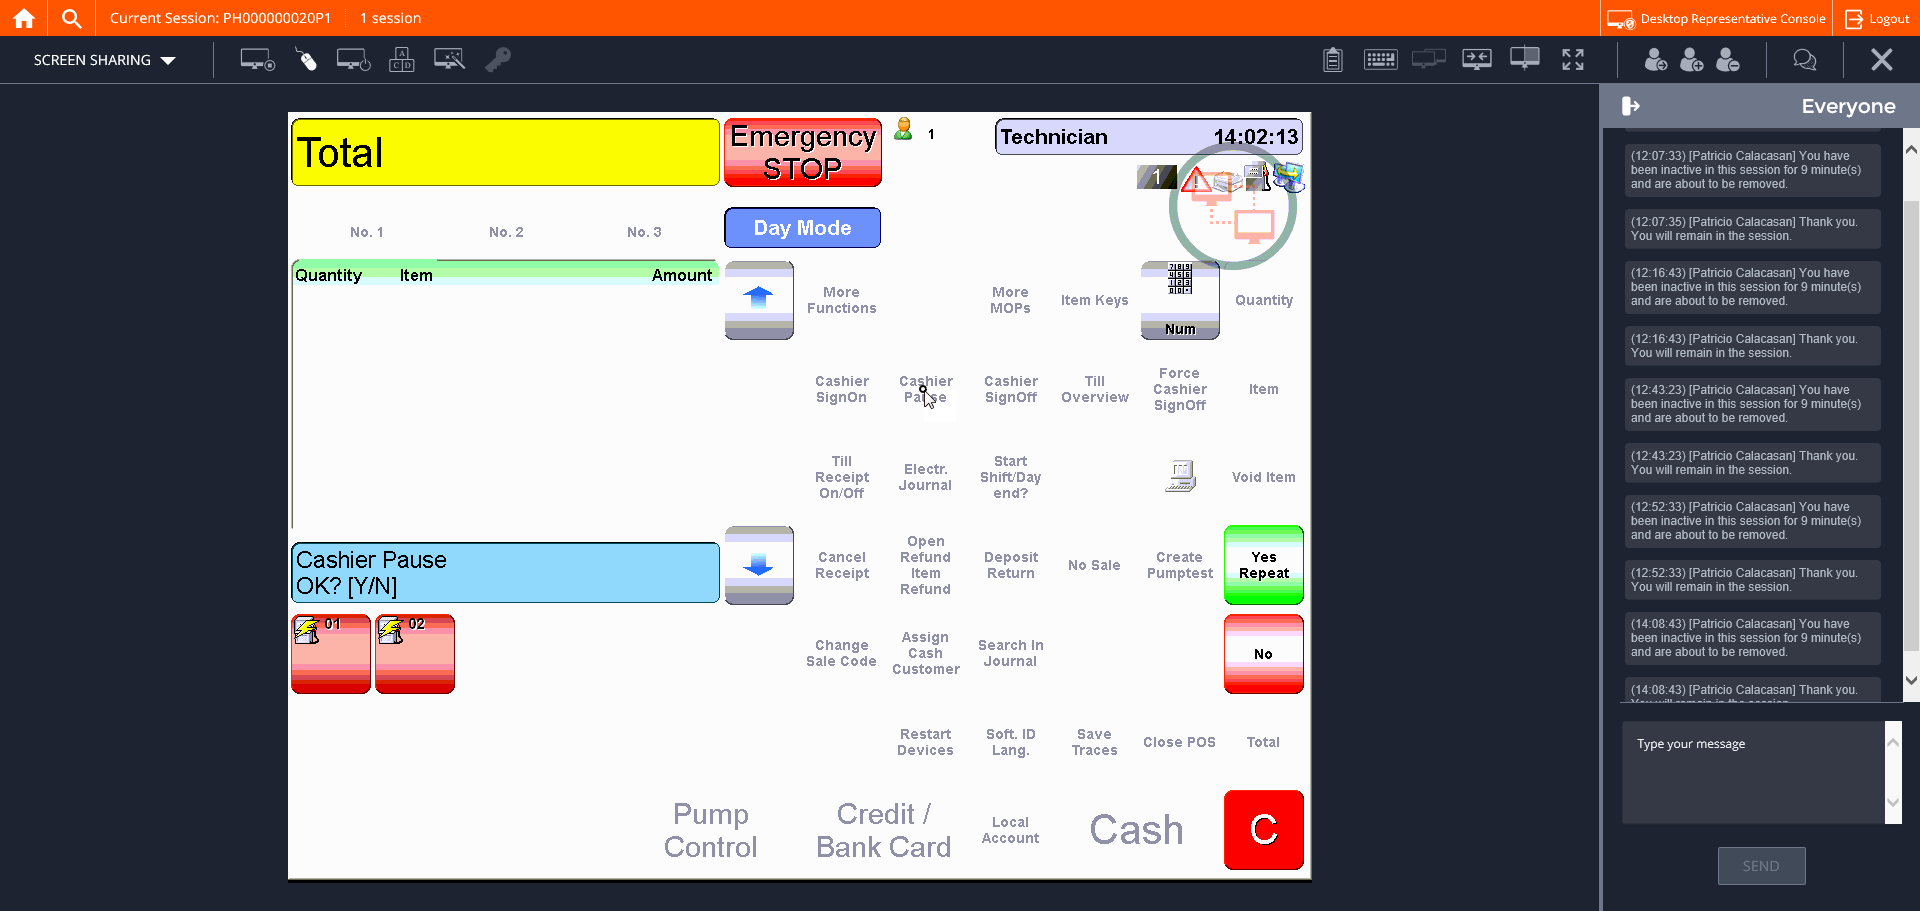 Current Session: PH000000020P1
1 session
Desktop Representative Console
Logout
SCREEN SHARING
A
C D
Everyone
Total
Emergency
STOP
1
Technician 14:02:13
1
No. 1 No. 2 No. 3
Day Mode
Quantity Item Amount
More
Functions
More
MOPs
Item Keys
7 8 9
4 5 6
1 2 3
Num
Quantity
Cashier
SignOn
Cashier
Pause
Cashier
SignOff
Till
Overview
Force
Cashier
SignOff
Item
Till
Receipt
On/Off
Electr.
Journal
Start
Shift/Day
end?
Void Item
Cashier Pause
OK? [Y/N]
Cancel
Receipt
Open
Refund
Item
Refund
Deposit
Return
No Sale
Create
Pumptest
Yes
Repeat
01
02
Change
Sale Code
Assign
Cash
Customer
Search In
Journal
No
Restart
Devices
Soft. ID
Lang.
Save
Traces
Close POS
Total
Pump
Control
Credit /
Bank Card
Local
Account
Cash
C
(12:07:33) [Patricio Calacasan] You have
been inactive in this session for 9 minute(s)
and are about to be removed.
(12:07:35) [Patricio Calacasan] Thank you.
You will remain in the session.
(12:16:43) [Patricio Calacasan] You have
been inactive in this session for 9 minute(s)
and are about to be removed.
(12:16:43) [Patricio Calacasan] Thank you.
You will remain in the session.
(12:43:23) [Patricio Calacasan] You have
been inactive in this session for 9 minute(s)
and are about to be removed.
(12:43:23) [Patricio Calacasan] Thank you.
You will remain in the session.
(12:52:33) [Patricio Calacasan] You have
been inactive in this session for 9 minute(s)
and are about to be removed.
(12:52:33) [Patricio Calacasan] Thank you.
You will remain in the session.
(14:08:43) [Patricio Calacasan] You have
been inactive in this session for 9 minute(s)
and are about to be removed.
(14:08:43) [Patricio Calacasan] Thank you.
Type your message
SEND